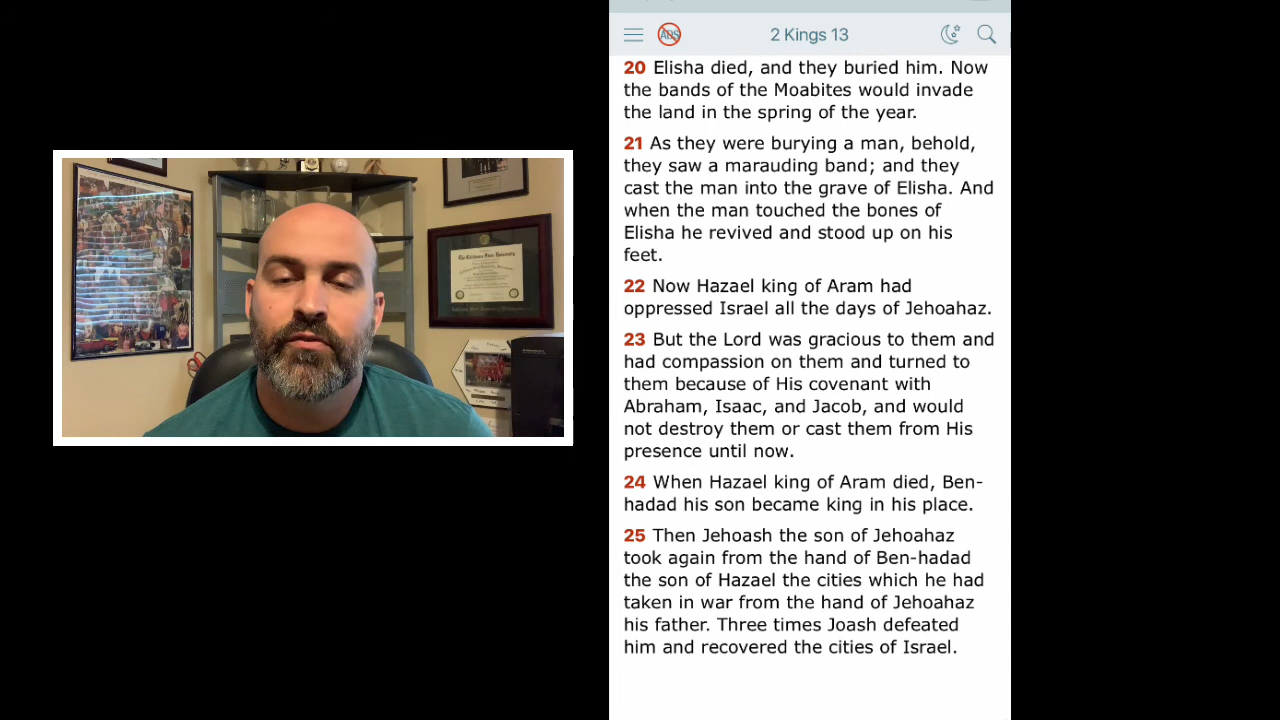 ADS
2 Kings 13
20 Elisha died, and they buried him. Now
the bands of the Moabites would invade
the land in the spring of the year.
21 As they were burying a man, behold,
they saw a marauding band; and they
cast the man into the grave of Elisha. And
when the man touched the bones of
Elisha he revived and stood up on his
feet.
22 Now Hazael king of Aram had
oppressed Israel all the days of Jehoahaz.
23 But the Lord was gracious to them and
had compassion on them and turned to
them because of His covenant with
Abraham, Isaac, and Jacob, and would
not destroy them or cast them from His
presence until now.
24 When Hazael king of Aram died, Ben-
hadad his son became king in his place.
25 Then Jehoash the son of Jehoahaz
took again from the hand of Ben-hadad
the son of Hazael the cities which he had
taken in war from the hand of Jehoahaz
his father. Three times Joash defeated
him and recovered the cities of Israel.
The California State University